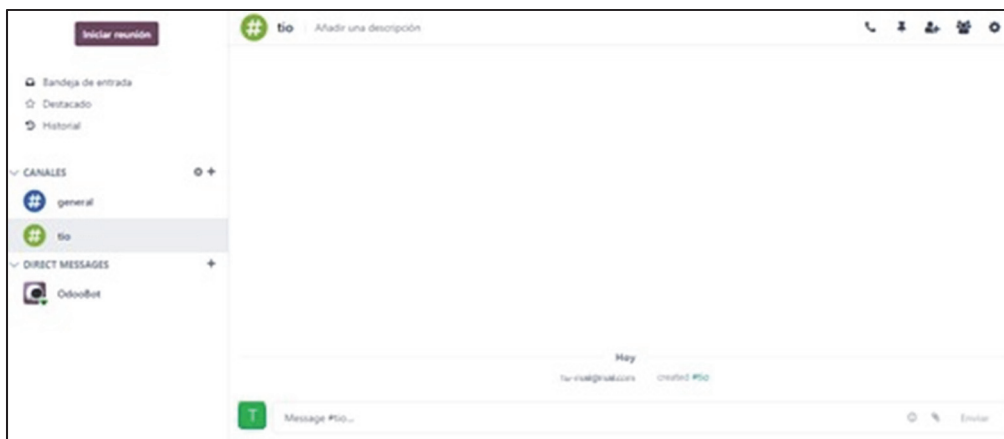 Iniciar reunión
Bandeja de entrada
Destacado
Historial
CANALES
general
tio
DIRECT MESSAGES
OdooBot
tio Añadir una descripción
Hoy
created #tio
T
Message #tio...
Enviar